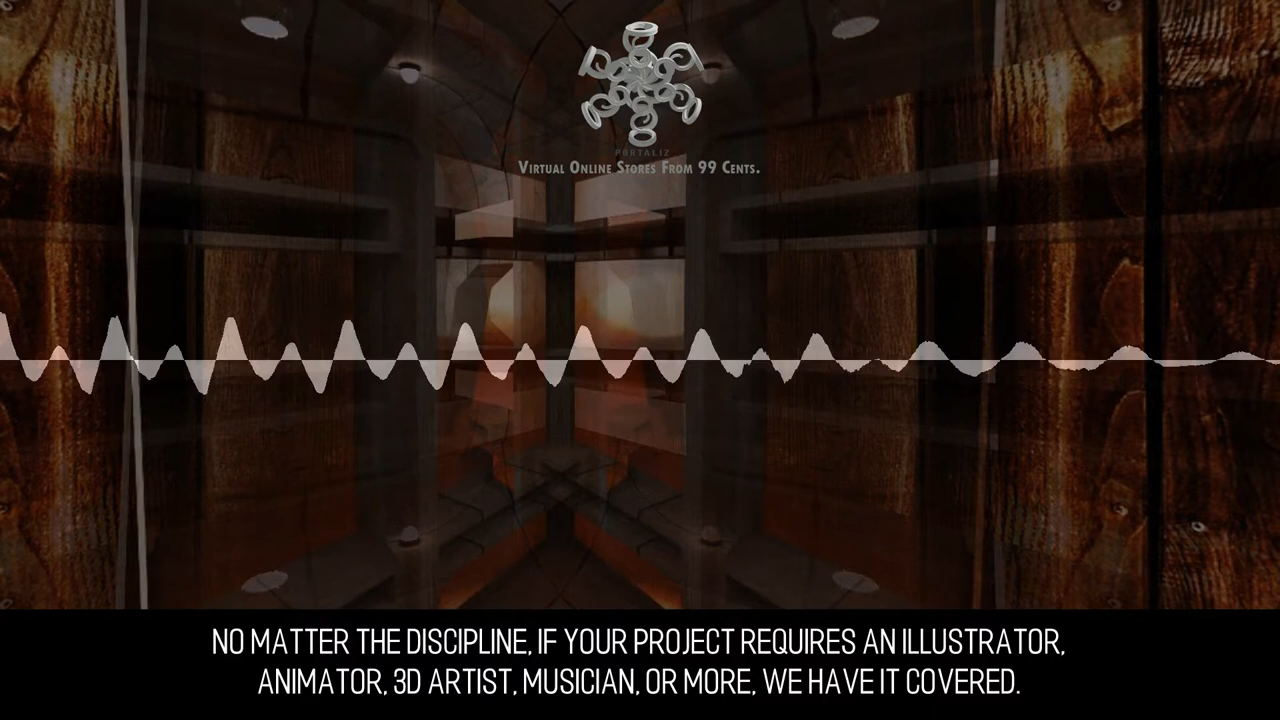 PORTALIZ
Virtual Online Stores From 99 Cents.
NO MATTER THE DISCIPLINE, IF YOUR PROJECT REQUIRES AN ILLUSTRATOR,
ANIMATOR, 3D ARTIST, MUSICIAN, OR MORE, WE HAVE IT COVERED.